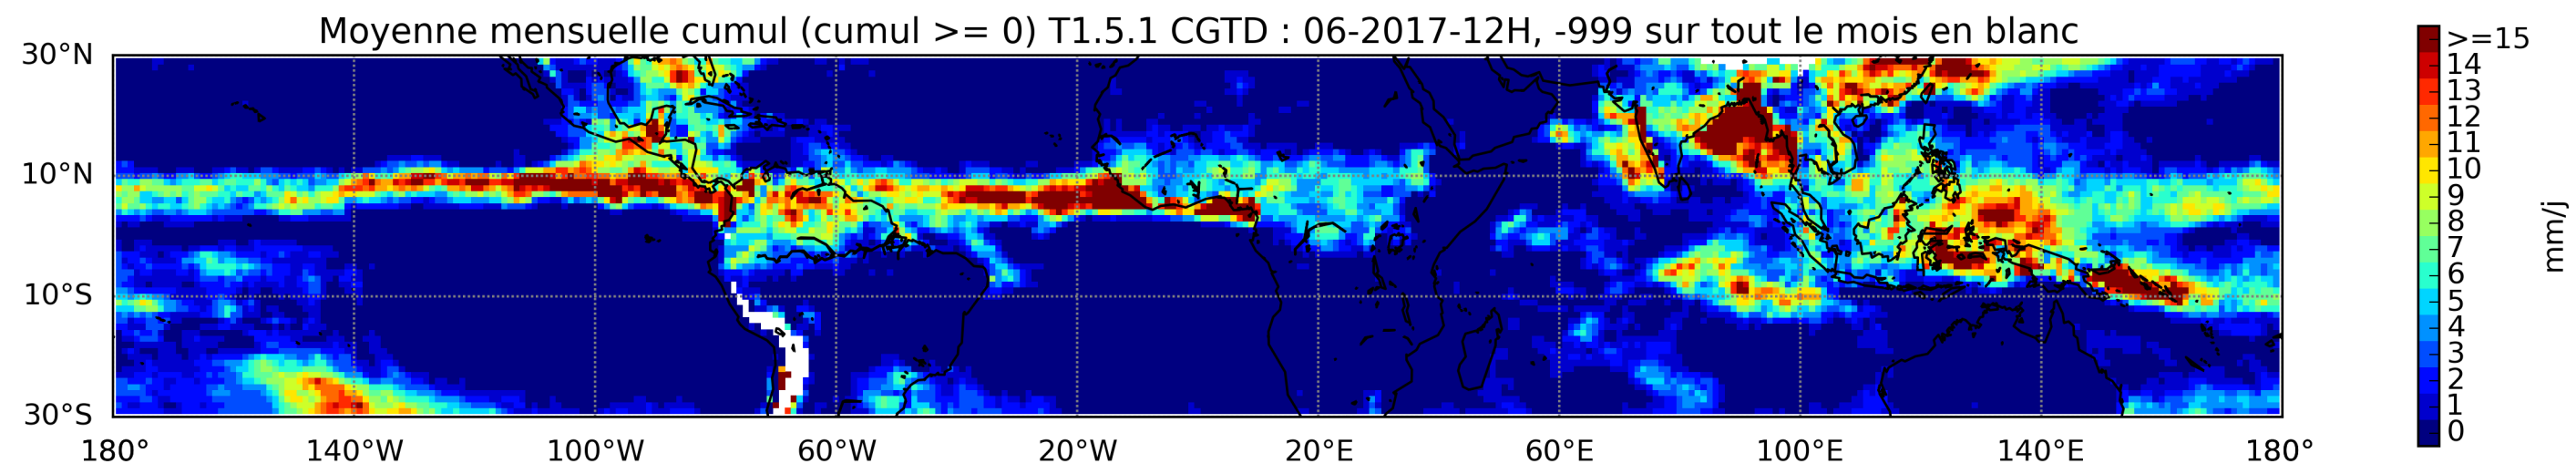 Moyenne mensuelle cumul (cumul >= 0) T1.5.1 CGTD : 06-2017-12H, -999 sur tout le mois en blanc
30°N
10°N
10°S
30°S
180°
140°W
100°W
60°W
20°W
20°E
60°E
100°E
140°E
180°
>=15
14
13
12
11
10
9
8
7
6
5
4
3
2
1
0
mm/j